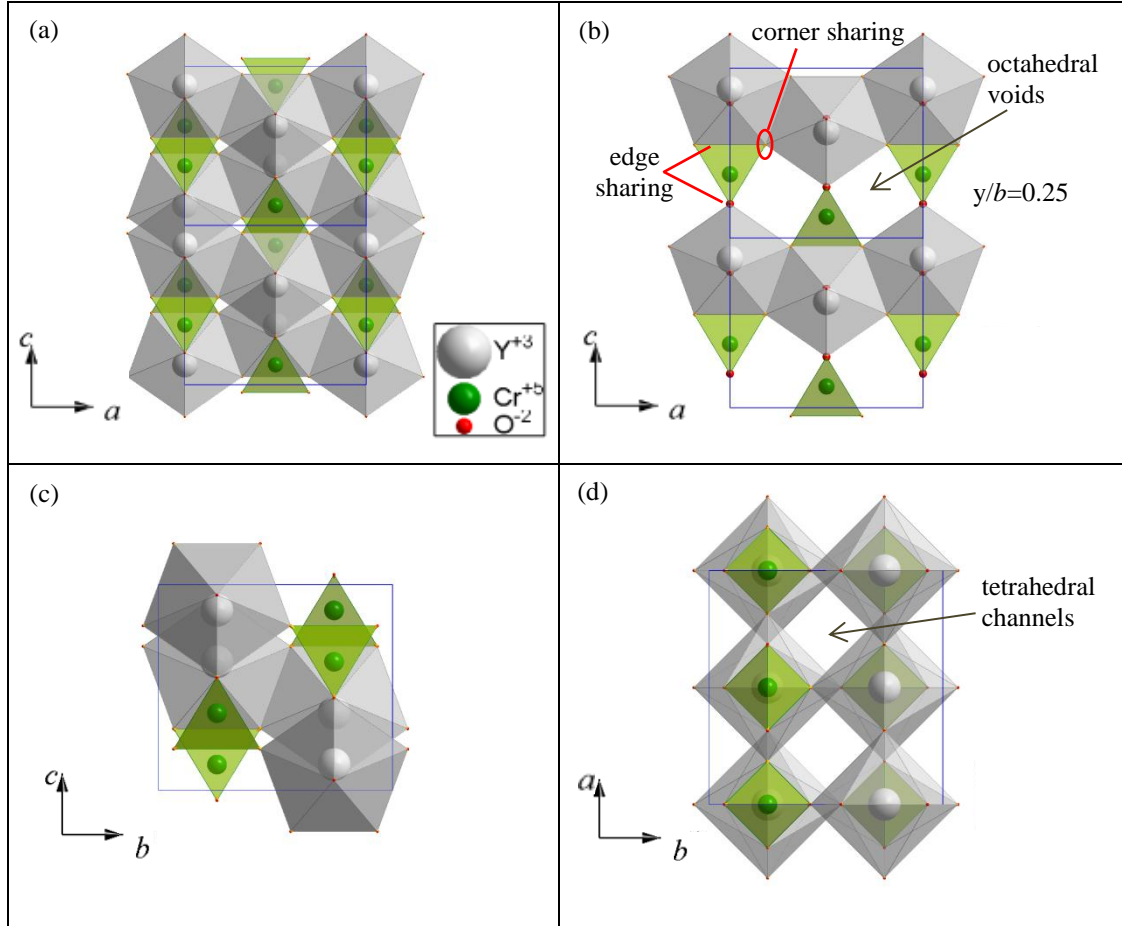 (a)
c
a
Y+3
Cr+5
O-2
(b)
corner sharing
octahedral
voids
edge
sharing
y/b=0.25
c
a
(c)
c
b
(d)
tetrahedral
channels
a
b